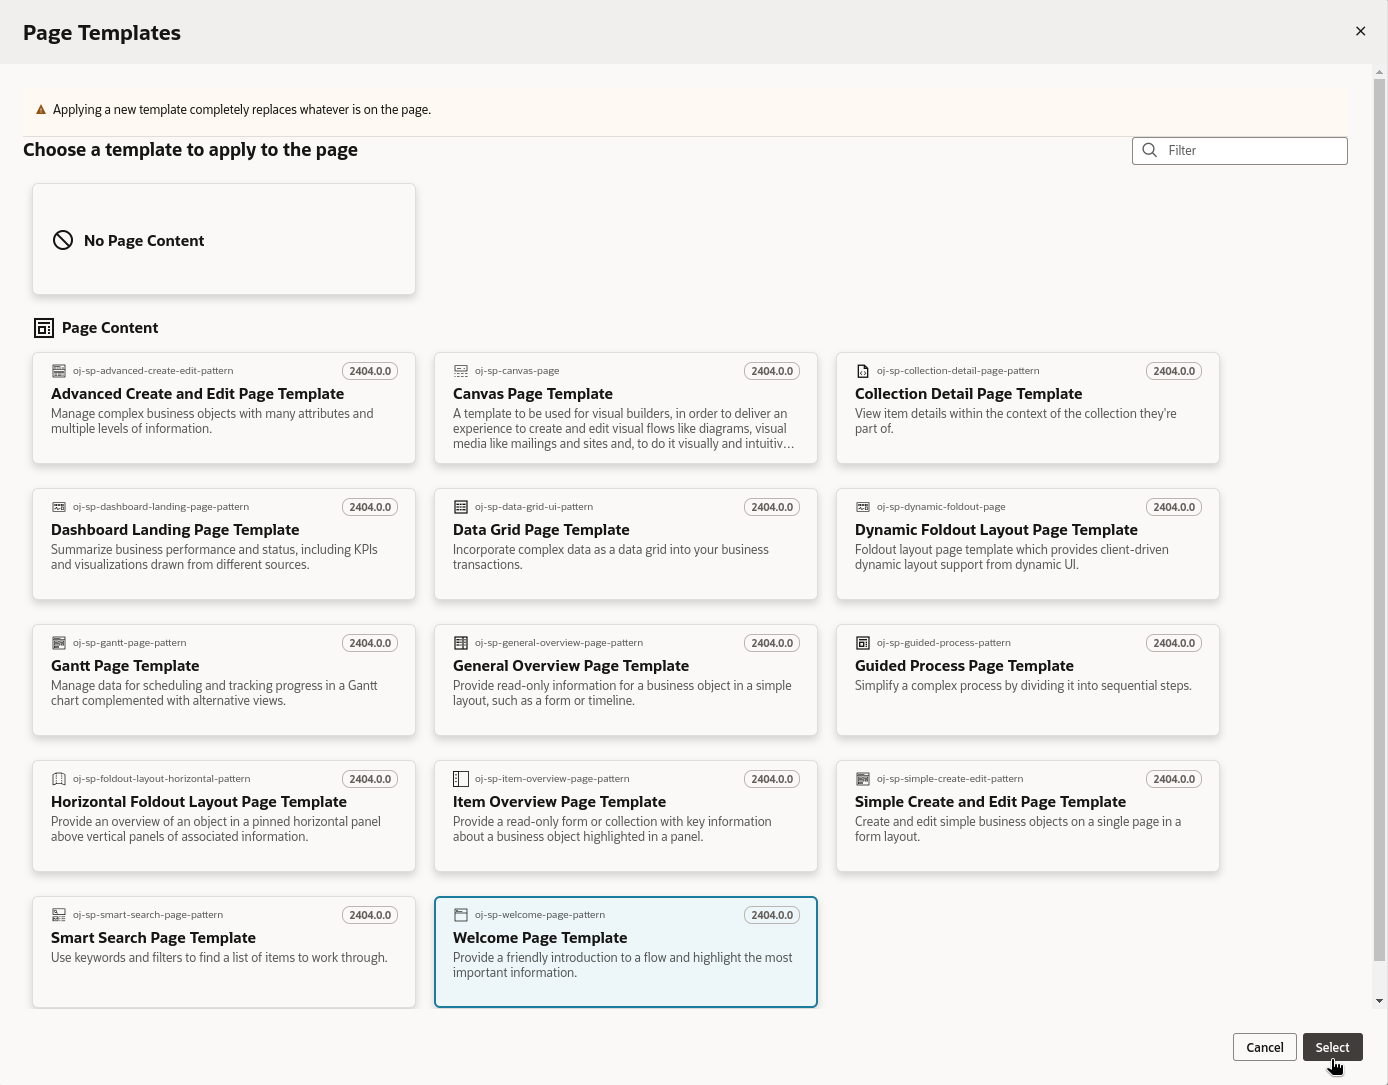 Page Templates
Applying a new template completely replaces whatever is on the page.
Choose a template to apply to the page
Filter
No Page Content
Page Content
oj-sp-advanced-create-edit-pattern
2404.0.0
Advanced Create and Edit Page Template
Manage complex business objects with many attributes and
multiple levels of information.
oj-sp-canvas-page
2404.0.0
Canvas Page Template
A template to be used for visual builders, in order to deliver an
experience to create and edit visual flows like diagrams, visual
media like mailings and sites and, to do it visually and intuitiv...
oj-sp-collection-detail-page-pattern
2404.0.0
Collection Detail Page Template
View item details within the context of the collection they're
part of.
oj-sp-dashboard-landing-page-pattern
2404.0.0
Dashboard Landing Page Template
Summarize business performance and status, including KPIs
and visualizations drawn from different sources.
oj-sp-data-grid-ui-pattern
2404.0.0
Data Grid Page Template
Incorporate complex data as a data grid into your business
transactions.
oj-sp-dynamic-foldout-page
2404.0.0
Dynamic Foldout Layout Page Template
Foldout layout page template which provides client-driven
dynamic layout support from dynamic UI.
oj-sp-gantt-page-pattern
2404.0.0
Gantt Page Template
Manage data for scheduling and tracking progress in a Gantt
chart complemented with alternative views.
oj-sp-general-overview-page-pattern
2404.0.0
General Overview Page Template
Provide read-only information for a business object in a simple
layout, such as a form or timeline.
oj-sp-guided-process-pattern
2404.0.0
Guided Process Page Template
Simplify a complex process by dividing it into sequential steps.
oj-sp-foldout-layout-horizontal-pattern
2404.0.0
Horizontal Foldout Layout Page Template
Provide an overview of an object in a pinned horizontal panel
above vertical panels of associated information.
oj-sp-item-overview-page-pattern
2404.0.0
Item Overview Page Template
Provide a read-only form or collection with key information
about a business object highlighted in a panel.
oj-sp-simple-create-edit-pattern
2404.0.0
Simple Create and Edit Page Template
Create and edit simple business objects on a single page in a
form layout.
oj-sp-smart-search-page-pattern
2404.0.0
Smart Search Page Template
Use keywords and filters to find a list of items to work through.
oj-sp-welcome-page-pattern
2404.0.0
Welcome Page Template
Provide a friendly introduction to a flow and highlight the most
important information.
Cancel
Select